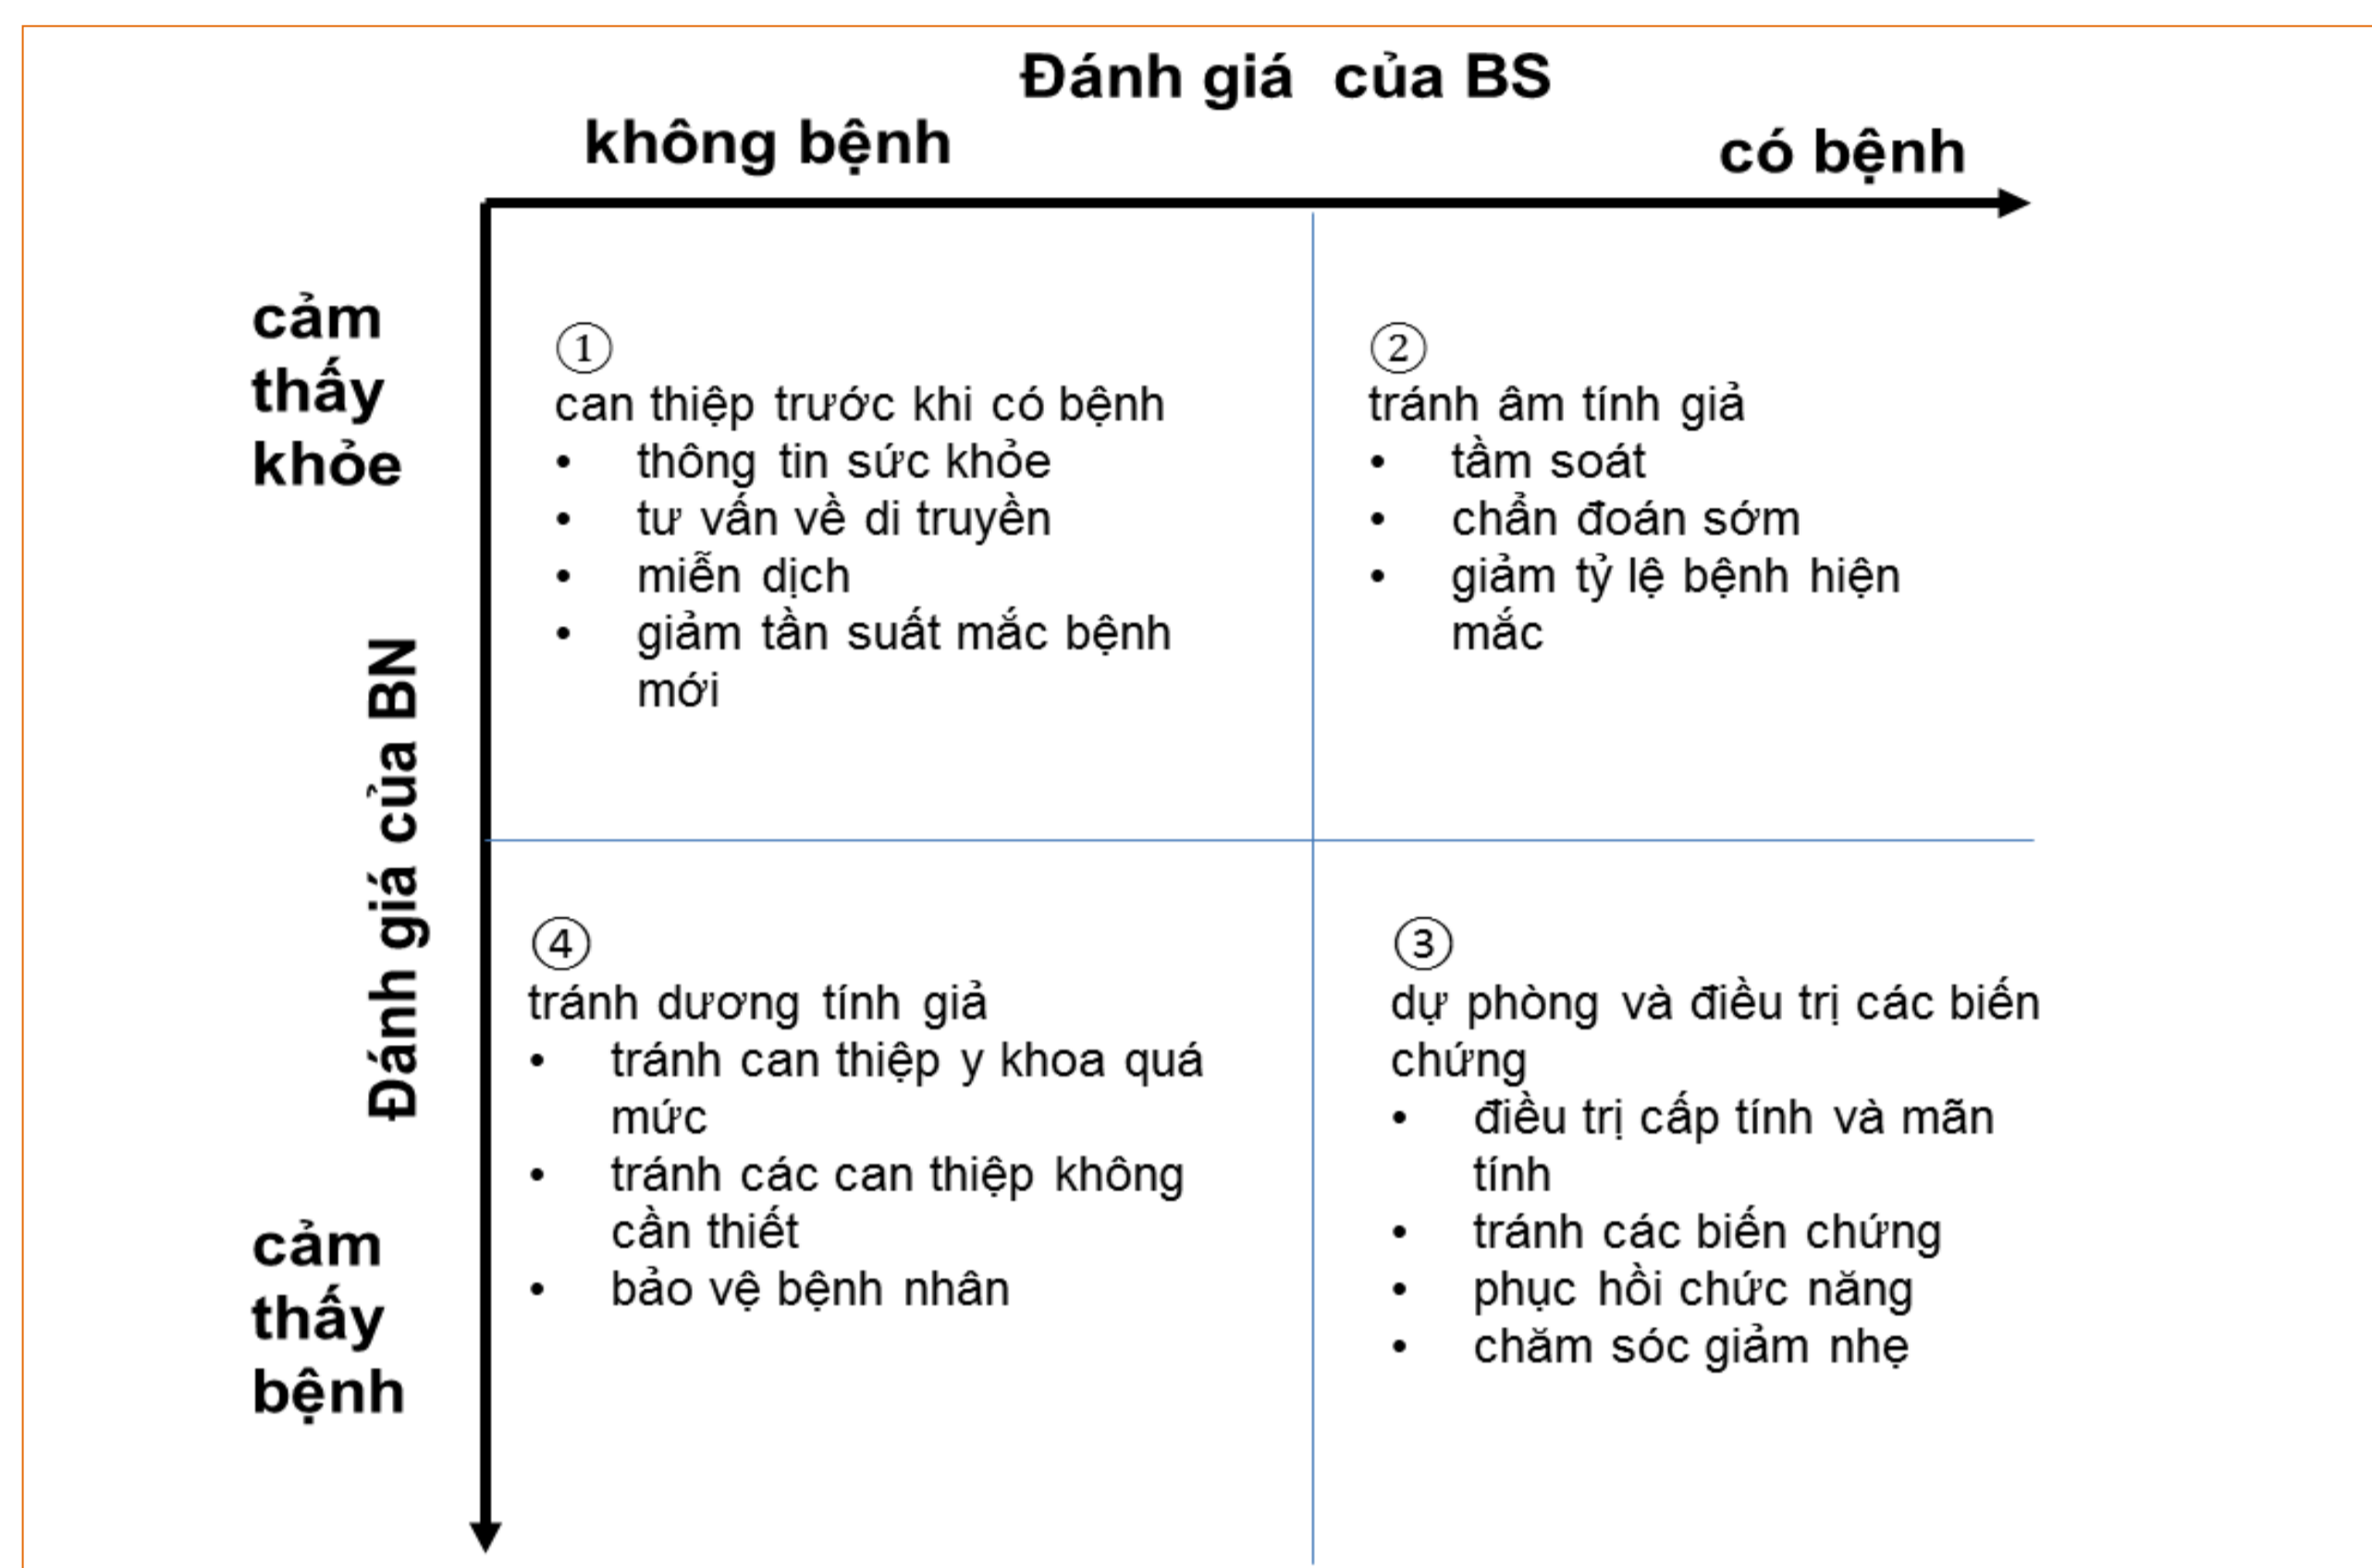 Đánh giá của BS
không bệnh
có bệnh
cảm
thấy
khỏe
Đánh giá của BN
cảm
thấy
bệnh
①
can thiệp trước khi có bệnh
• thông tin sức khỏe
• tư vấn về di truyền
• miễn dịch
• giảm tần suất mắc bệnh
mới
②
tránh âm tính giả
• tầm soát
• chẩn đoán sớm
• giảm tỷ lệ bệnh hiện
mắc
④
tránh dương tính giả
• tránh can thiệp y khoa quá
mức
• tránh các can thiệp không
cần thiết
• bảo vệ bệnh nhân
③
dự phòng và điều trị các biến
chứng
• điều trị cấp tính và mãn
tính
• tránh các biến chứng
• phục hồi chức năng
• chăm sóc giảm nhẹ